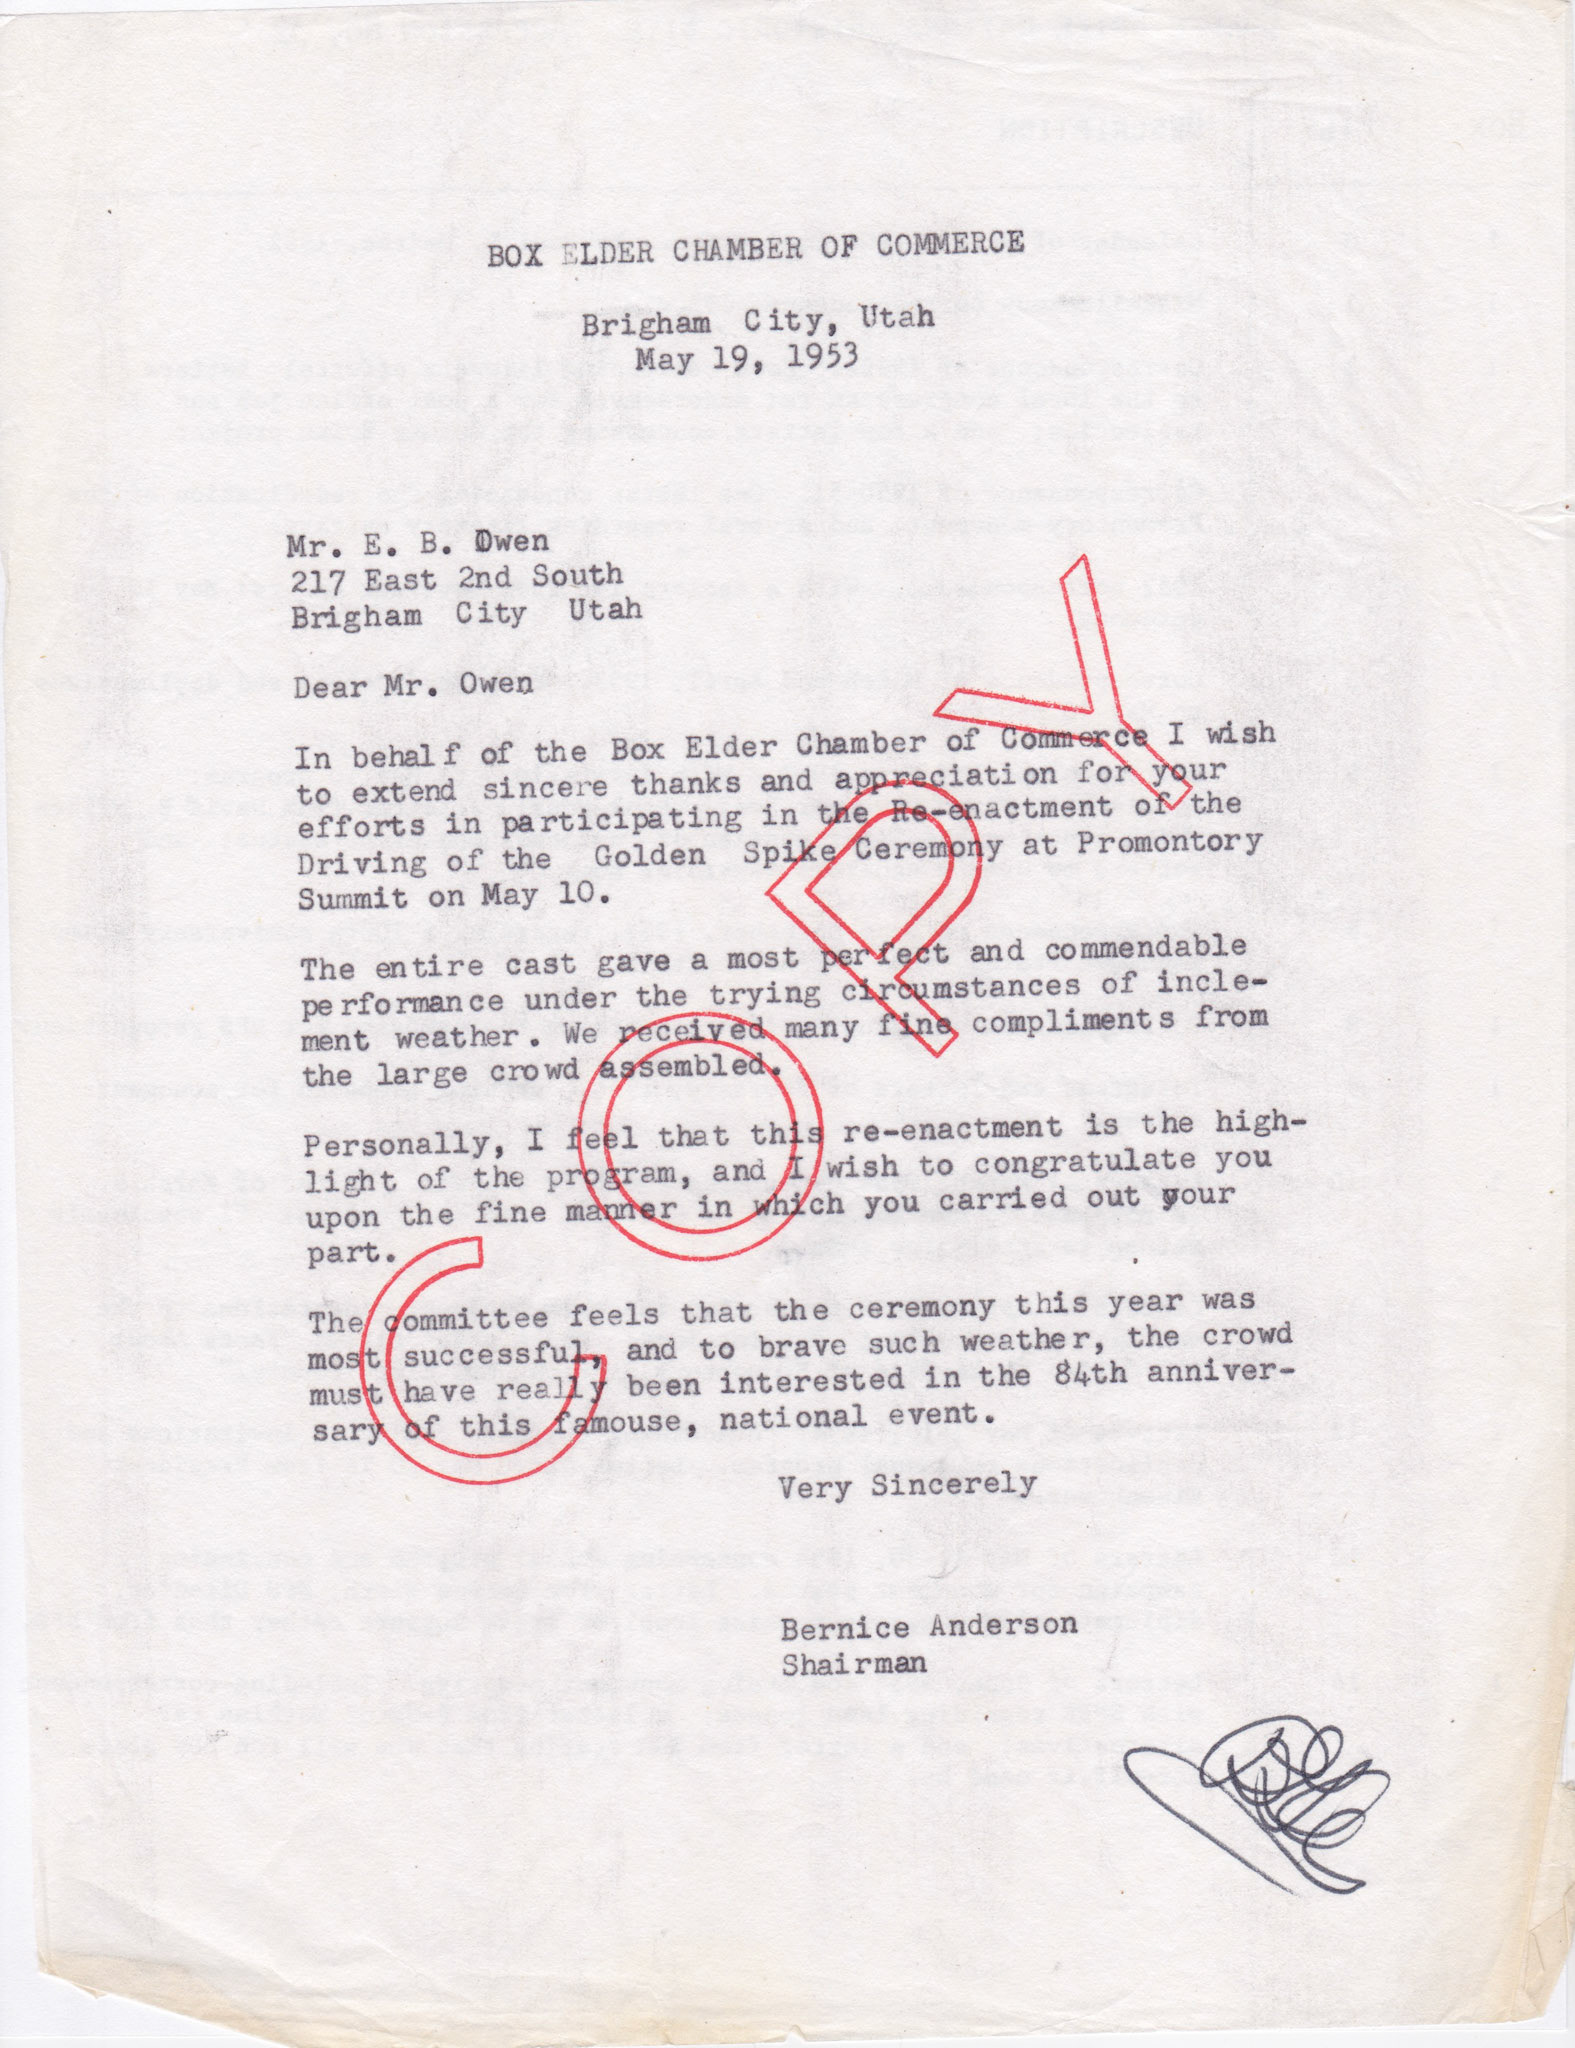 BOX ELDER CHAMBER OF COMMERCE
Brigham City, Utah
May 19, 1953
Mr. E. B. Owen
217 East 2nd South
Brigham City Utah
Dear Mr. Owen
In behalf of the Box Elder Chamber of Commerce I wish
to extend sincere thanks and appreciation for your
efforts in participating in the Re-enactment of the
Driving of the Golden Spike Ceremony at Promontory
Summit on May 10.
The entire cast gave a most perfect and commendable
performance under the trying circumstances of incle-
ment weather. We received many fine compliments from
the large crowd assembled.
Personally, I feel that this re-enactment is the high-
light of the program, and I wish to congratulate you
upon the fine manner in which you carried out your
part.
The committee feels that the ceremony this year was
most successful, and to brave such weather, the crowd
must have really been interested in the 84th anniver-
sary of this famouse, national event.
Very Sincerely
Bernice Anderson
Shairman
COPY